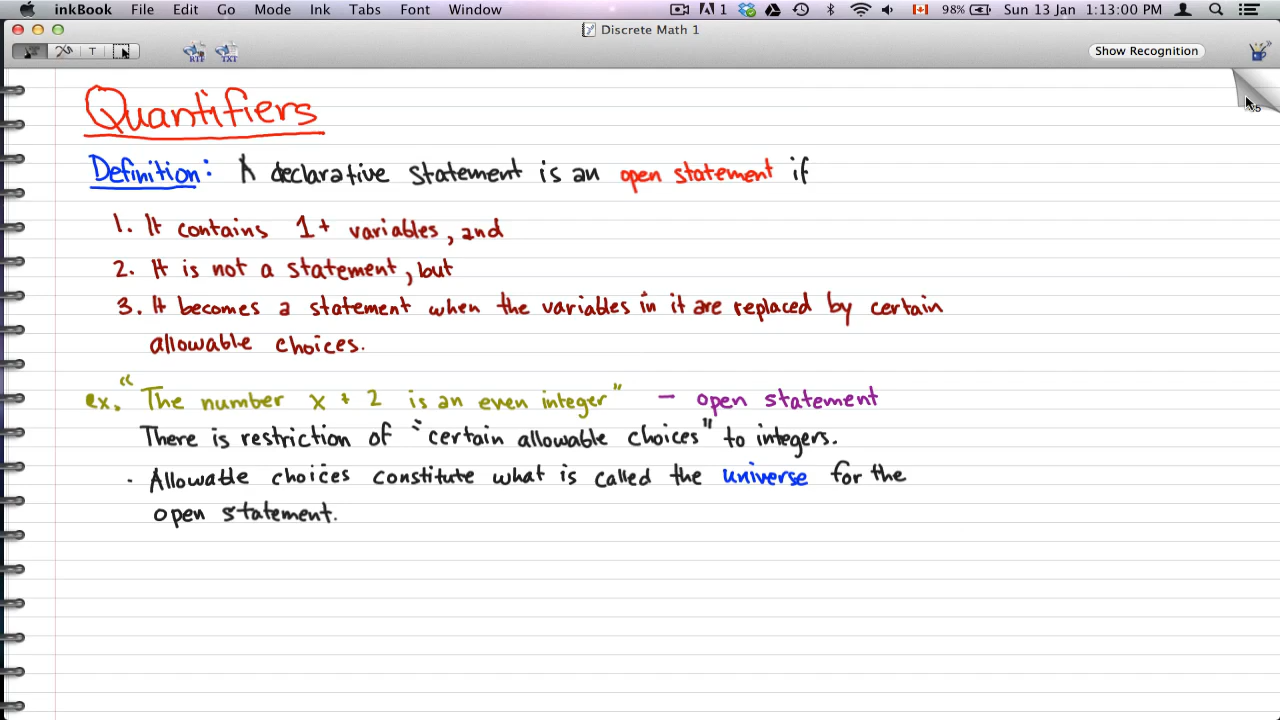 inkBook File Edit Go Mode Ink Tabs Font Window 1 98% Sun 13 Jan 1:13:00 PM
Discrete Math 1
T RTF TXT Show Recognition
Quantifiers
Definition: A declarative statement is an open statement if
1. It contains 1+ variables, and
2. It is not a statement, but
3. It becomes a statement when the variables in it are replaced by certain
allowable choices.
ex. "The number x + 2 is an even integer" - open statement
There is restriction of "certain allowable choices" to integers.
· Allowable choices constitute what is called the universe for the
open statement.